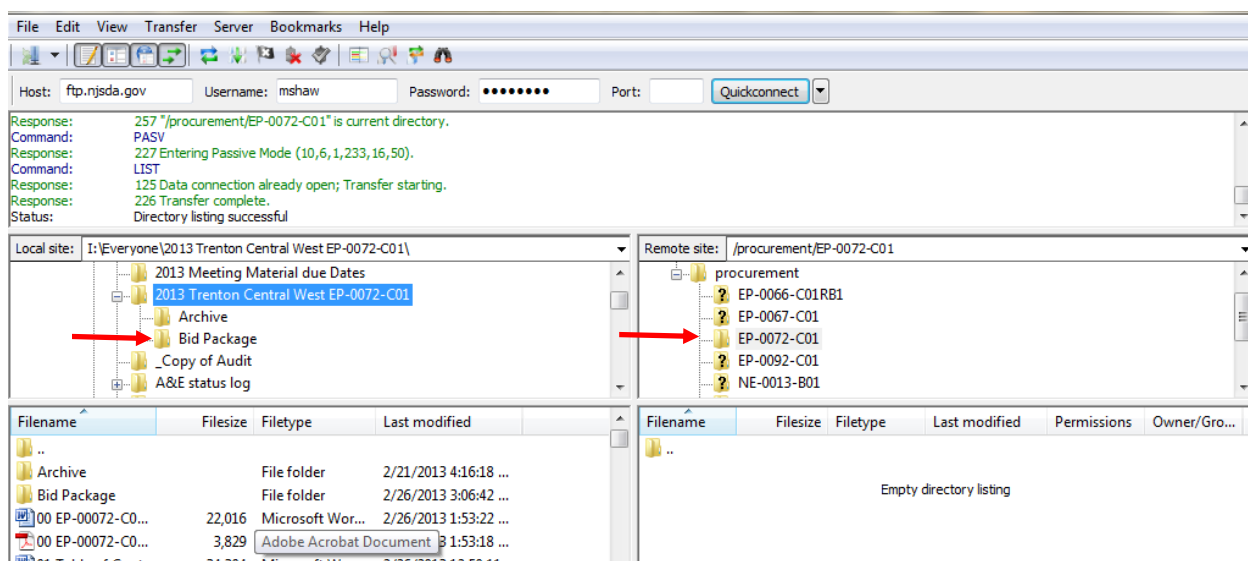 File Edit View Transfer Server Bookmarks Help
Host: ftp.njsda.gov Username: mshaw Password: •••••••• Port: Quickconnect
Response: 257 "/procurement/EP-0072-C01" is current directory.
Command: PASV
Response: 227 Entering Passive Mode (10,6,1,233,16,50).
Command: LIST
Response: 125 Data connection already open; Transfer starting.
Response: 226 Transfer complete.
Status: Directory listing successful
Local site: I:\Everyone\2013 Trenton Central West EP-0072-C01\
2013 Meeting Material due Dates
2013 Trenton Central West EP-0072-C01
Archive
Bid Package
_Copy of Audit
A&E status log
Remote site: /procurement/EP-0072-C01
procurement
? EP-0066-C01RB1
? EP-0067-C01
EP-0072-C01
? EP-0092-C01
? NE-0013-B01
Filename Filesize Filetype Last modified
..
Archive File folder 2/21/2013 4:16:18 ...
Bid Package File folder 2/26/2013 3:06:42 ...
00 EP-00072-C0... 22,016 Microsoft Wor... 2/26/2013 1:53:22 ...
00 EP-00072-C0... 3,829 Adobe Acrobat Document 3 1:53:18 ...
Filename Filesize Filetype Last modified Permissions Owner/Gro...
..
Empty directory listing